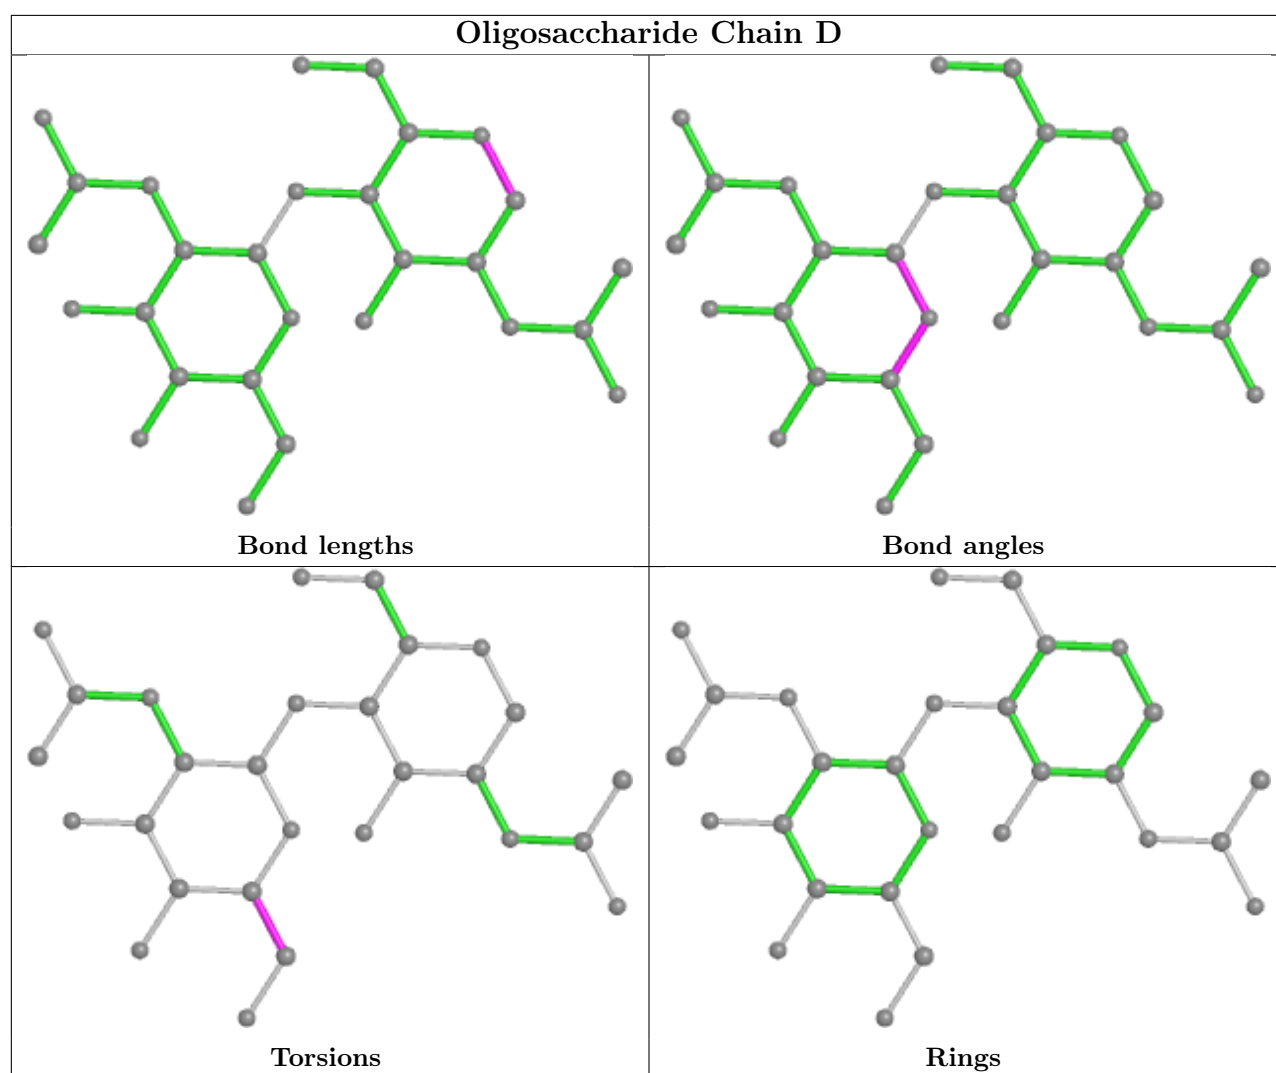 Oligosaccharide Chain D
Bond lengths
Bond angles
Torsions
Rings